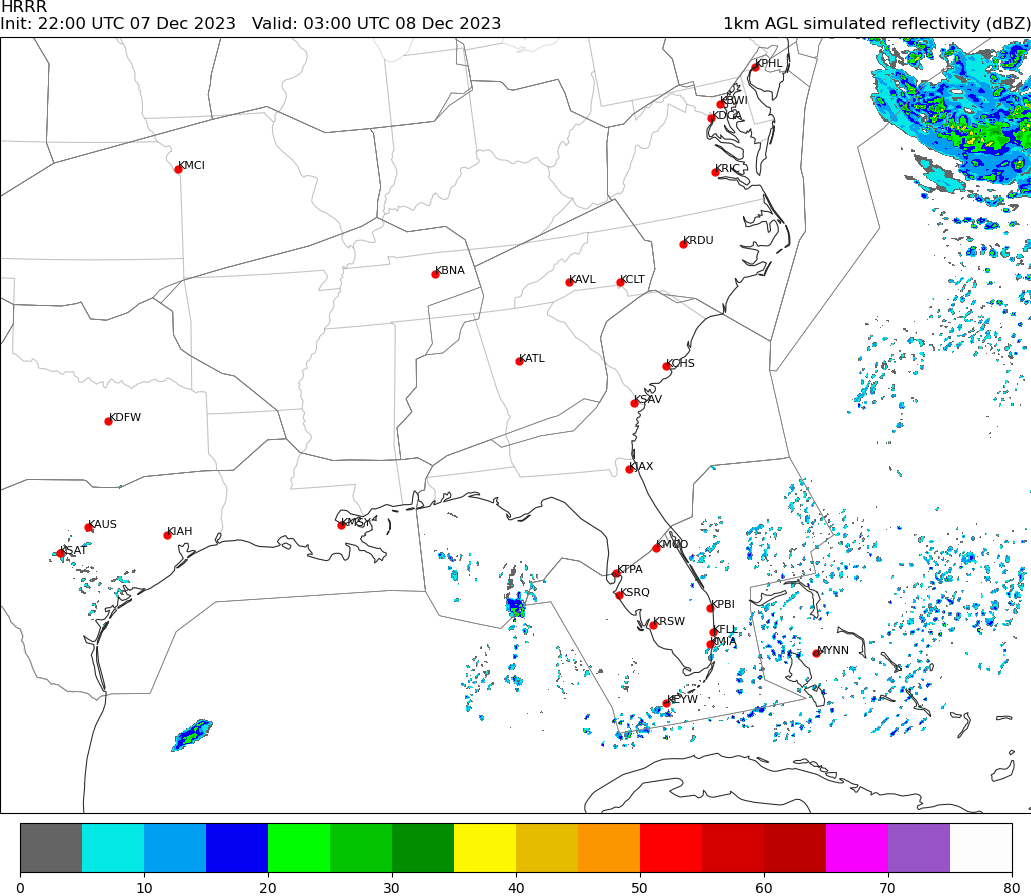 HRRR
Init: 22:00 UTC 07 Dec 2023 Valid: 03:00 UTC 08 Dec 2023 1km AGL simulated reflectivity (dBZ)
KPHL
KBWI
KDCA
KMCI
KRIC
KRDU
KBNA
KAVL KCLT
KATL
KCHS
KSAV
KDFW
KJAX
KAUS
KMSY
KIAH
KSAT
KMCO
KTPA
KSRQ
KPBI
KRSW
KFLL
KMIA
MYNN
KEYW
0 10 20 30 40 50 60 70 80